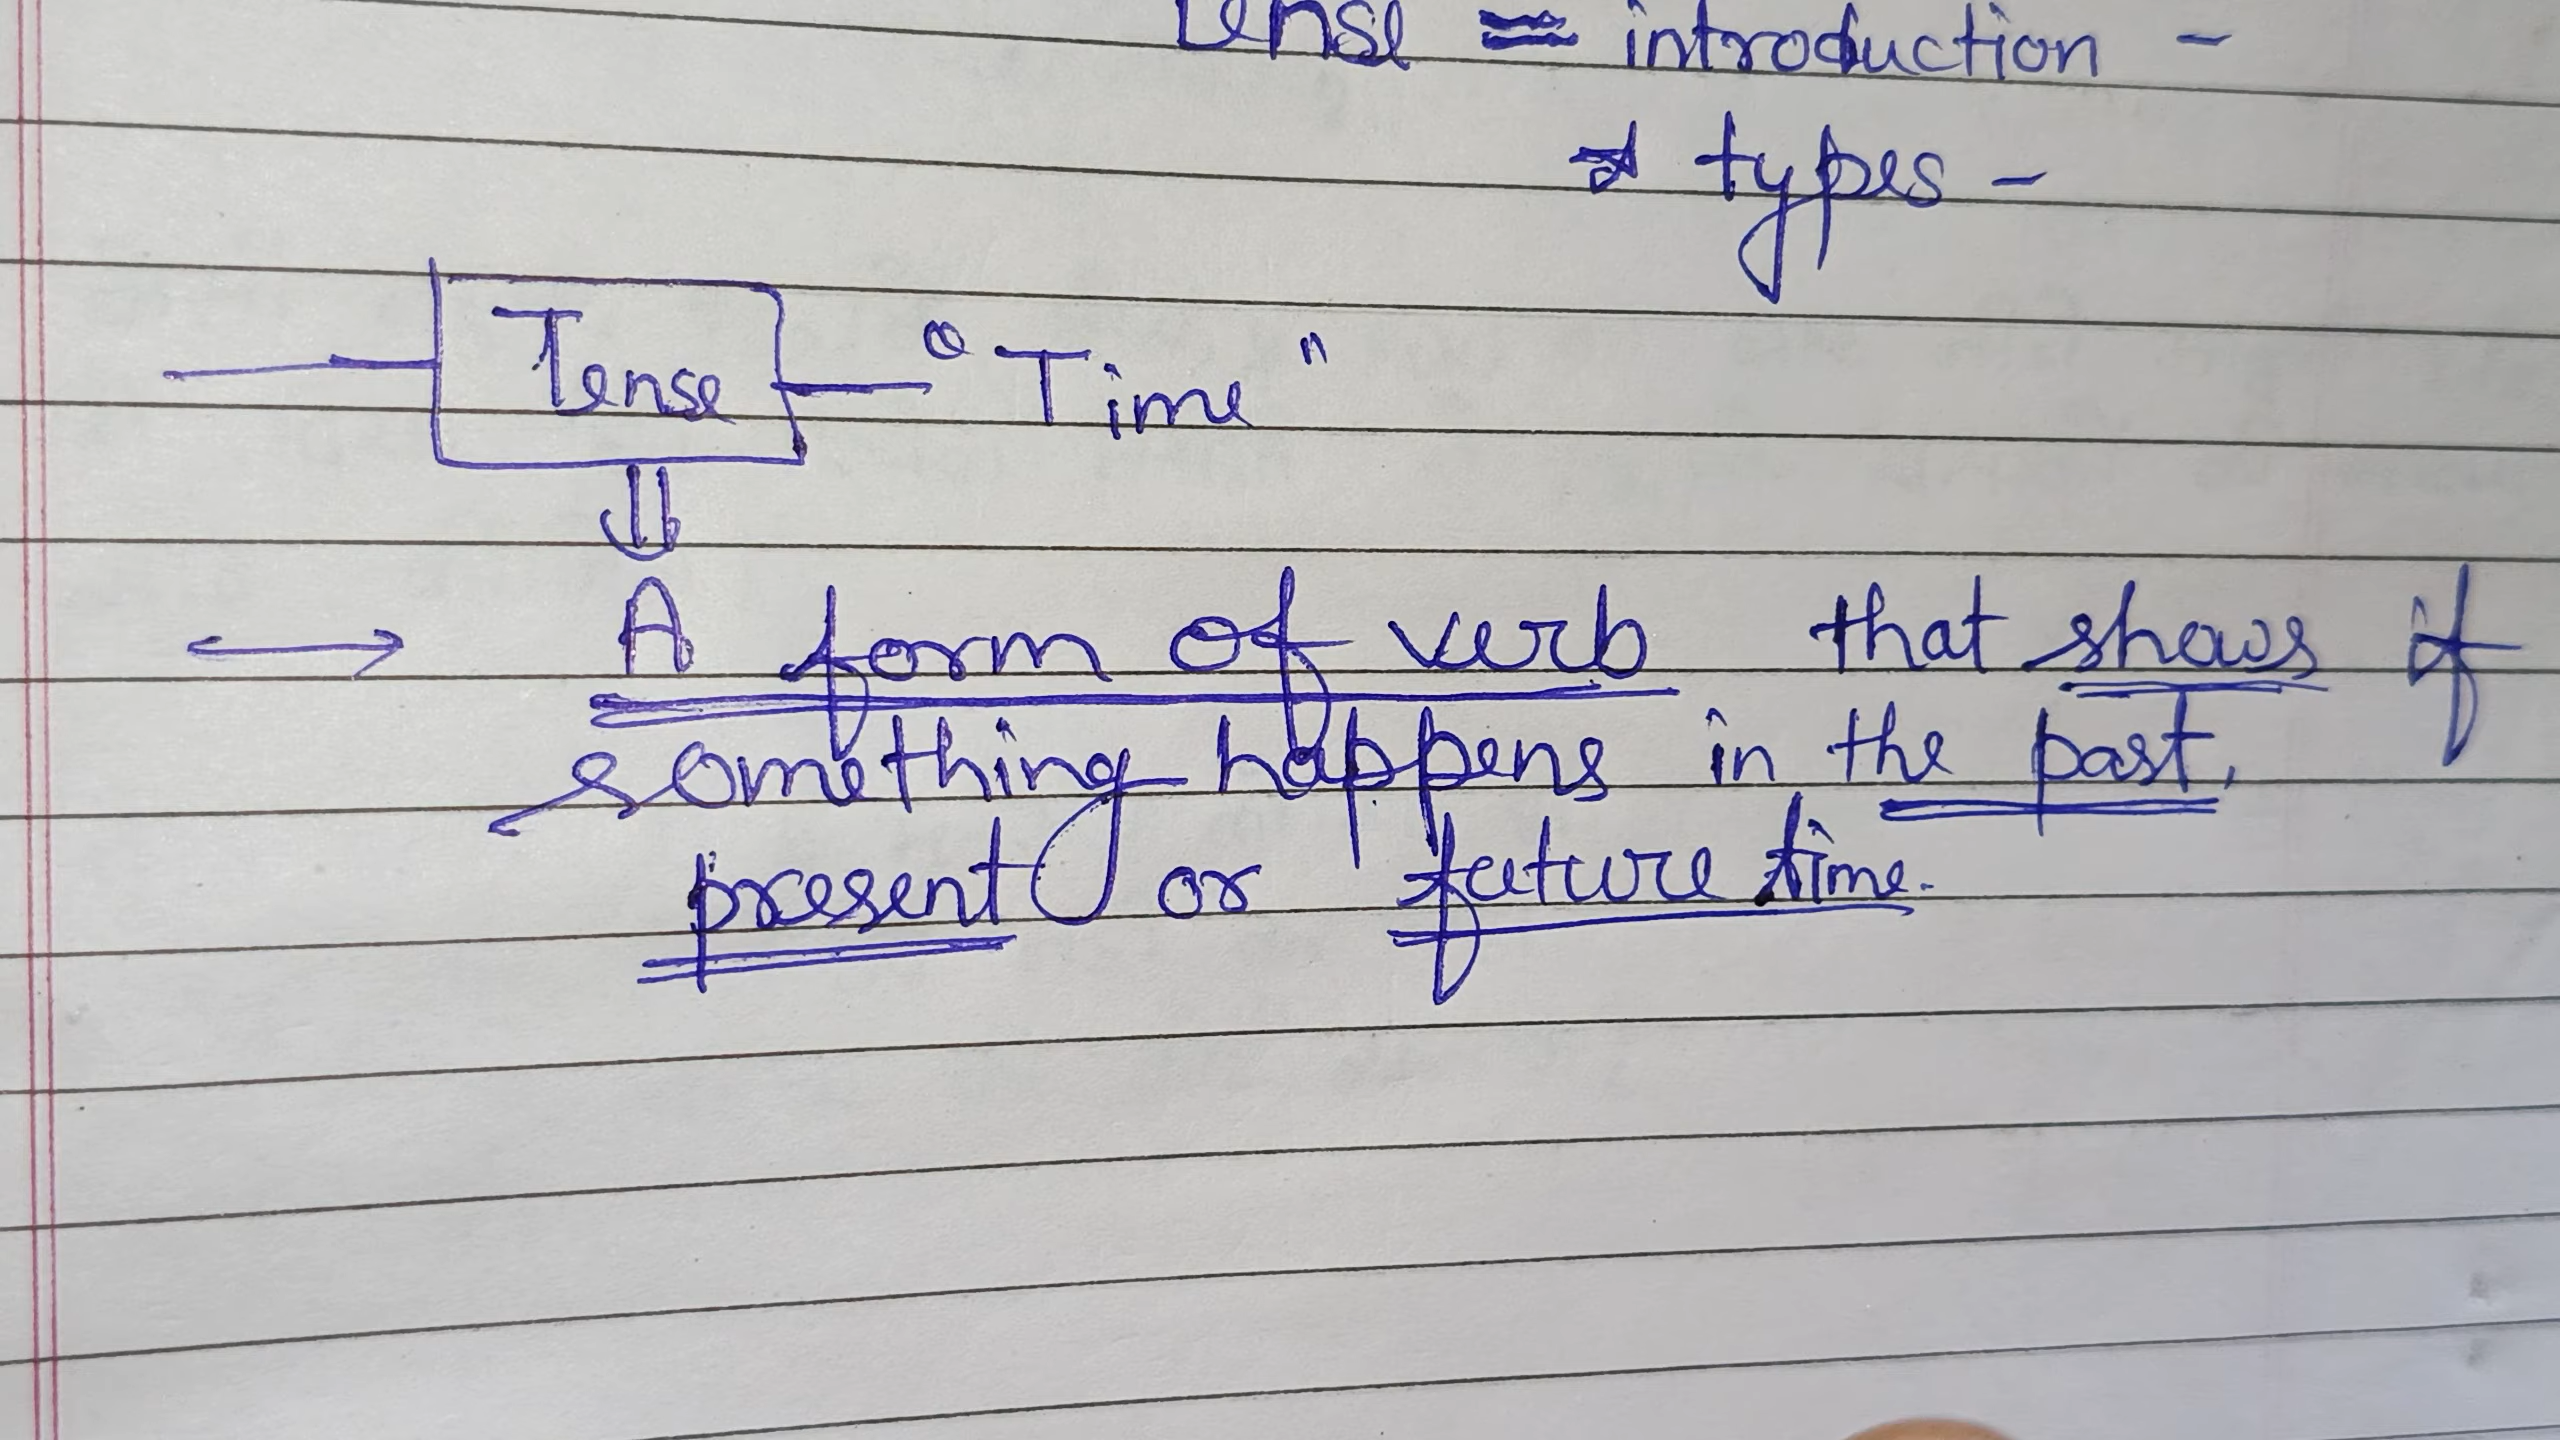 Tense = introduction -
* types -
Tense — "Time"
A form of verb that shows if
something happens in the past,
present or future time.